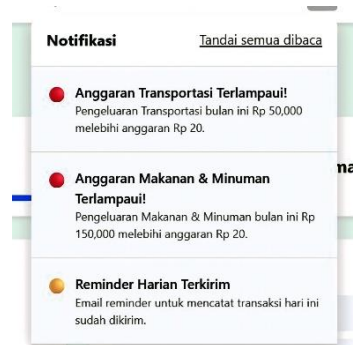 Notifikasi
Tandai semua dibaca
Anggaran Transportasi Terlampaui!
Pengeluaran Transportasi bulan ini Rp 50,000
melebihi anggaran Rp 20.
Anggaran Makanan & Minuman
Terlampaui!
Pengeluaran Makanan & Minuman bulan ini Rp
150,000 melebihi anggaran Rp 20.
Reminder Harian Terkirim
Email reminder untuk mencatat transaksi hari ini
sudah dikirim.